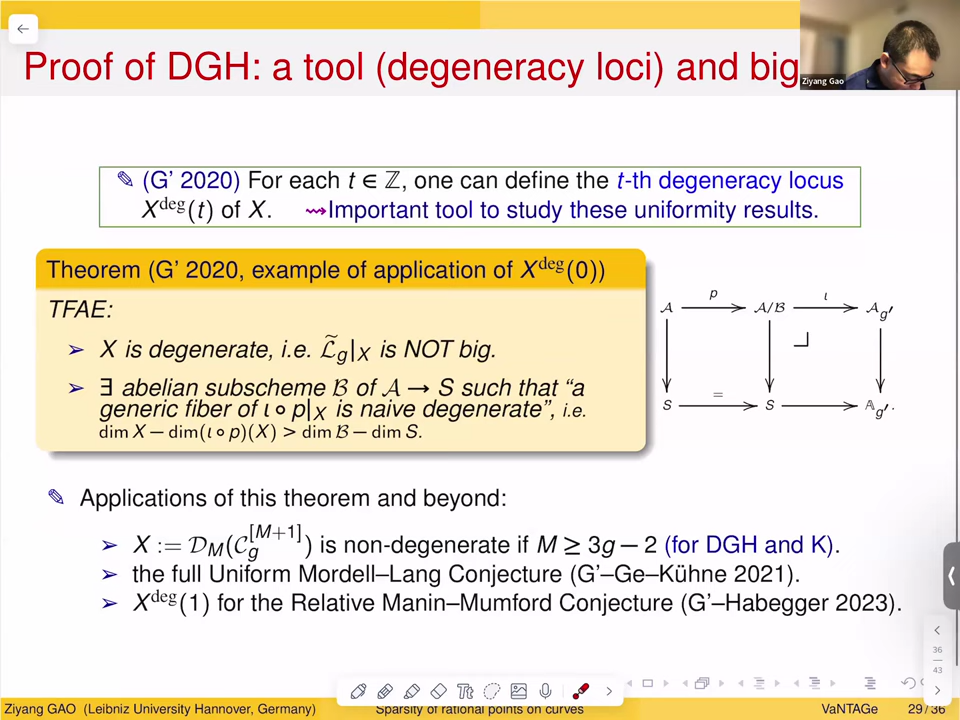 Proof of DGH: a tool (degeneracy loci) and big
Ziyang Gao
(G' 2020) For each t ∈ ℤ, one can define the t-th degeneracy locus
X^deg(t) of X. ⇝Important tool to study these uniformity results.
Theorem (G' 2020, example of application of X^deg(0))
TFAE:
➢ X is degenerate, i.e. L̃_g|_X is NOT big.
➢ ∃ abelian subscheme B of A → S such that “a
generic fiber of ι ∘ p|_X is naive degenerate”, i.e.
dim X − dim(ι ∘ p)(X) > dim B − dim S.
p ι
A A/B A_g′
=
S S 𝔸_g′.
Applications of this theorem and beyond:
➢ X := D_M(C_g^[M+1]) is non-degenerate if M ≥ 3g − 2 (for DGH and K).
➢ the full Uniform Mordell–Lang Conjecture (G'–Ge–Kühne 2021).
➢ X^deg(1) for the Relative Manin–Mumford Conjecture (G'–Habegger 2023).
36
43
Tt
Ziyang GAO (Leibniz University Hannover, Germany) Sparsity of rational points on curves VaNTAGe 29/36